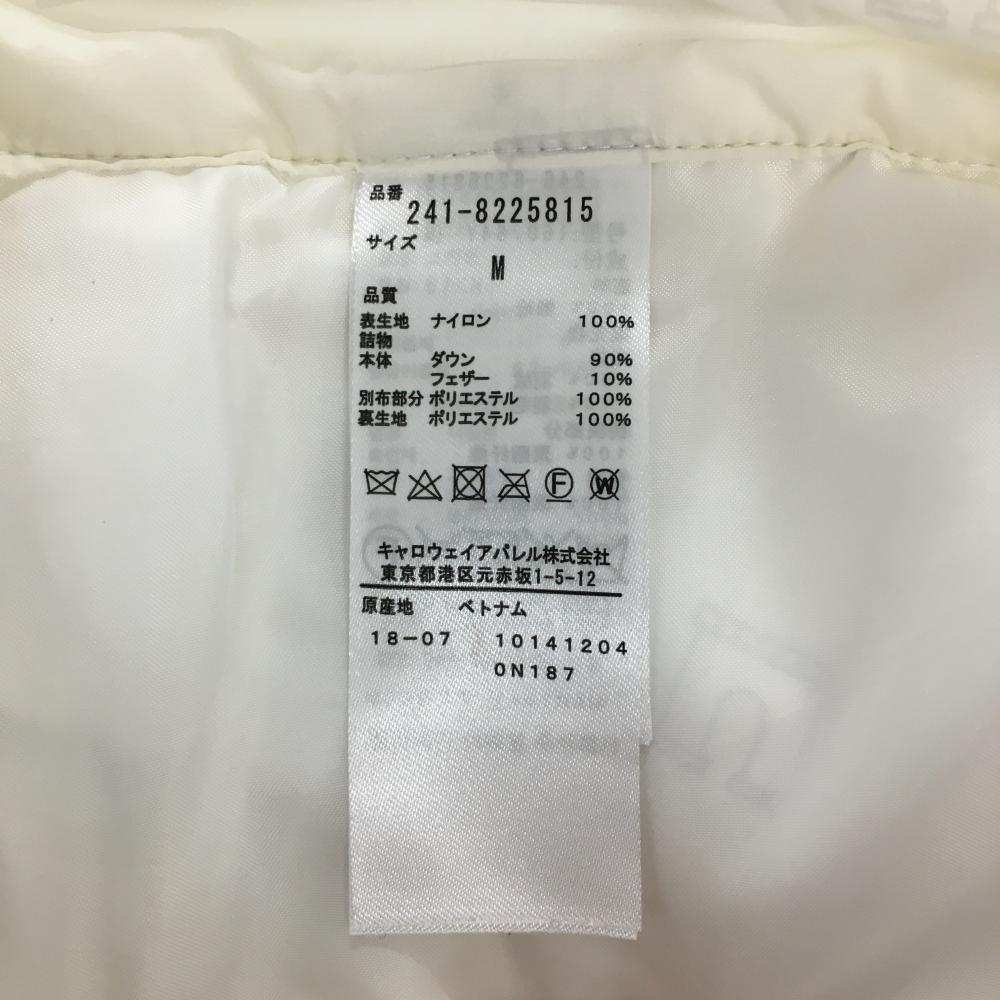 品番
241-8225815
サイズ
M
品質
表生地 ナイロン 100%
詰物
本体 ダウン 90%
フェザー 10%
別布部分 ポリエステル 100%
裏生地 ポリエステル 100%
F W
キャロウェイアパレル株式会社
東京都港区元赤坂1-5-12
原産地 ベトナム
18-07 10141204
0N187